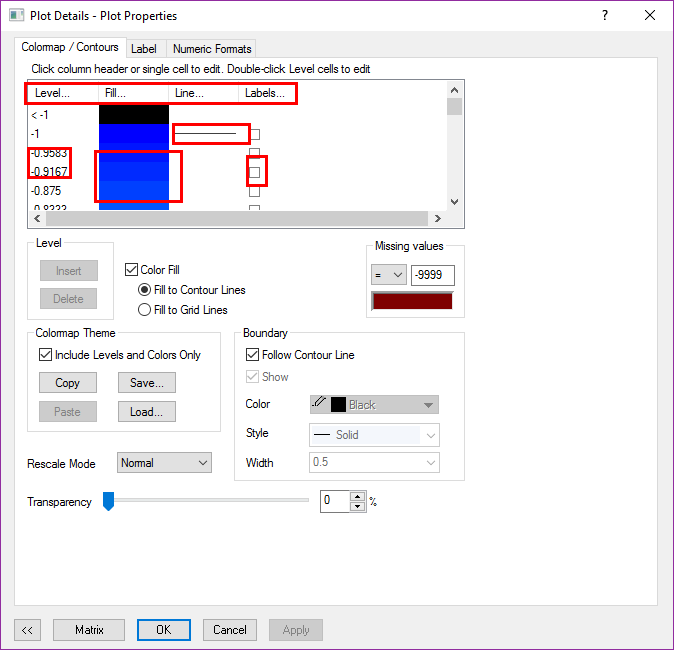 Plot Details - Plot Properties
Colormap / Contours Label Numeric Formats
Click column header or single cell to edit. Double-click Level cells to edit
Level... Fill... Line... Labels...
< -1
-1
-0.9583
-0.9167
-0.875
-0.8333
Level
Insert
Delete
Color Fill
Fill to Contour Lines
Fill to Grid Lines
Missing values
= -9999
Colormap Theme
Include Levels and Colors Only
Copy Save...
Paste Load...
Boundary
Follow Contour Line
Show
Color Black
Style Solid
Width 0.5
Rescale Mode Normal
Transparency 0 %
<< Matrix OK Cancel Apply